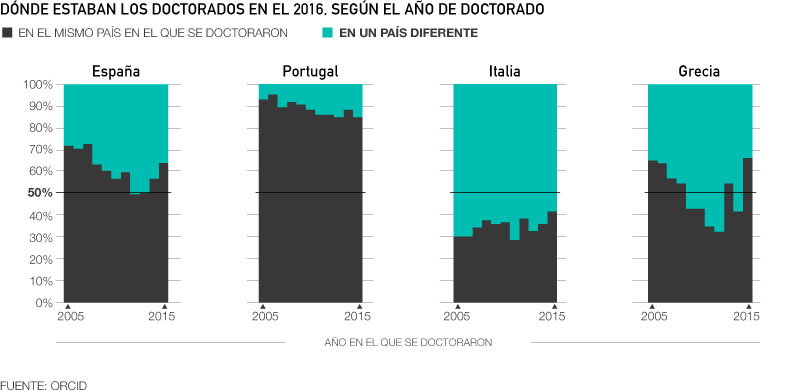 DÓNDE ESTABAN LOS DOCTORADOS EN EL 2016, SEGÚN EL AÑO DE DOCTORADO
EN EL MISMO PAÍS EN EL QUE SE DOCTORARON EN UN PAÍS DIFERENTE
España Portugal Italia Grecia
100%
90%
80%
70%
60%
50%
40%
30%
20%
10%
0%
2005 2015 2005 2015 2005 2015 2005 2015
AÑO EN EL QUE SE DOCTORARON
FUENTE: ORCID